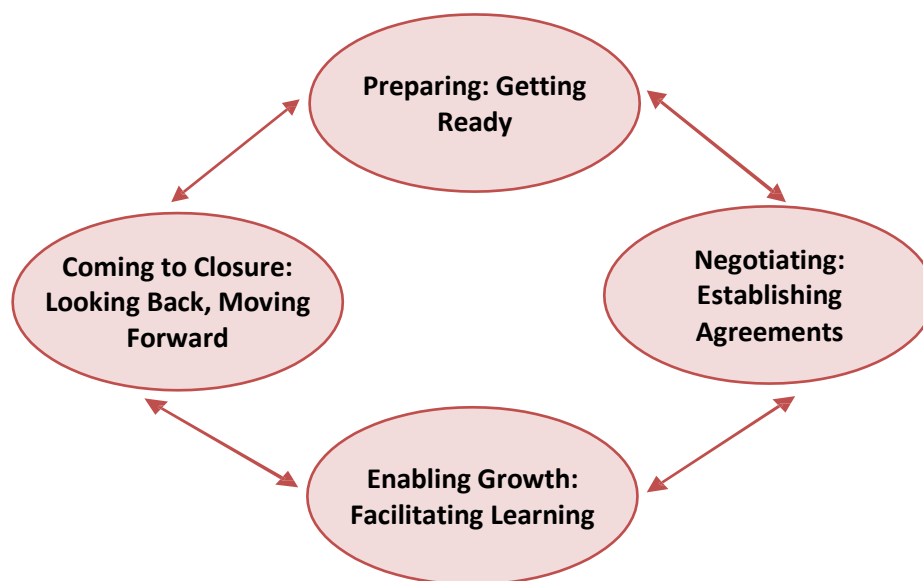 Preparing: Getting
Ready
Negotiating:
Establishing
Agreements
Enabling Growth:
Facilitating Learning
Coming to Closure:
Looking Back, Moving
Forward